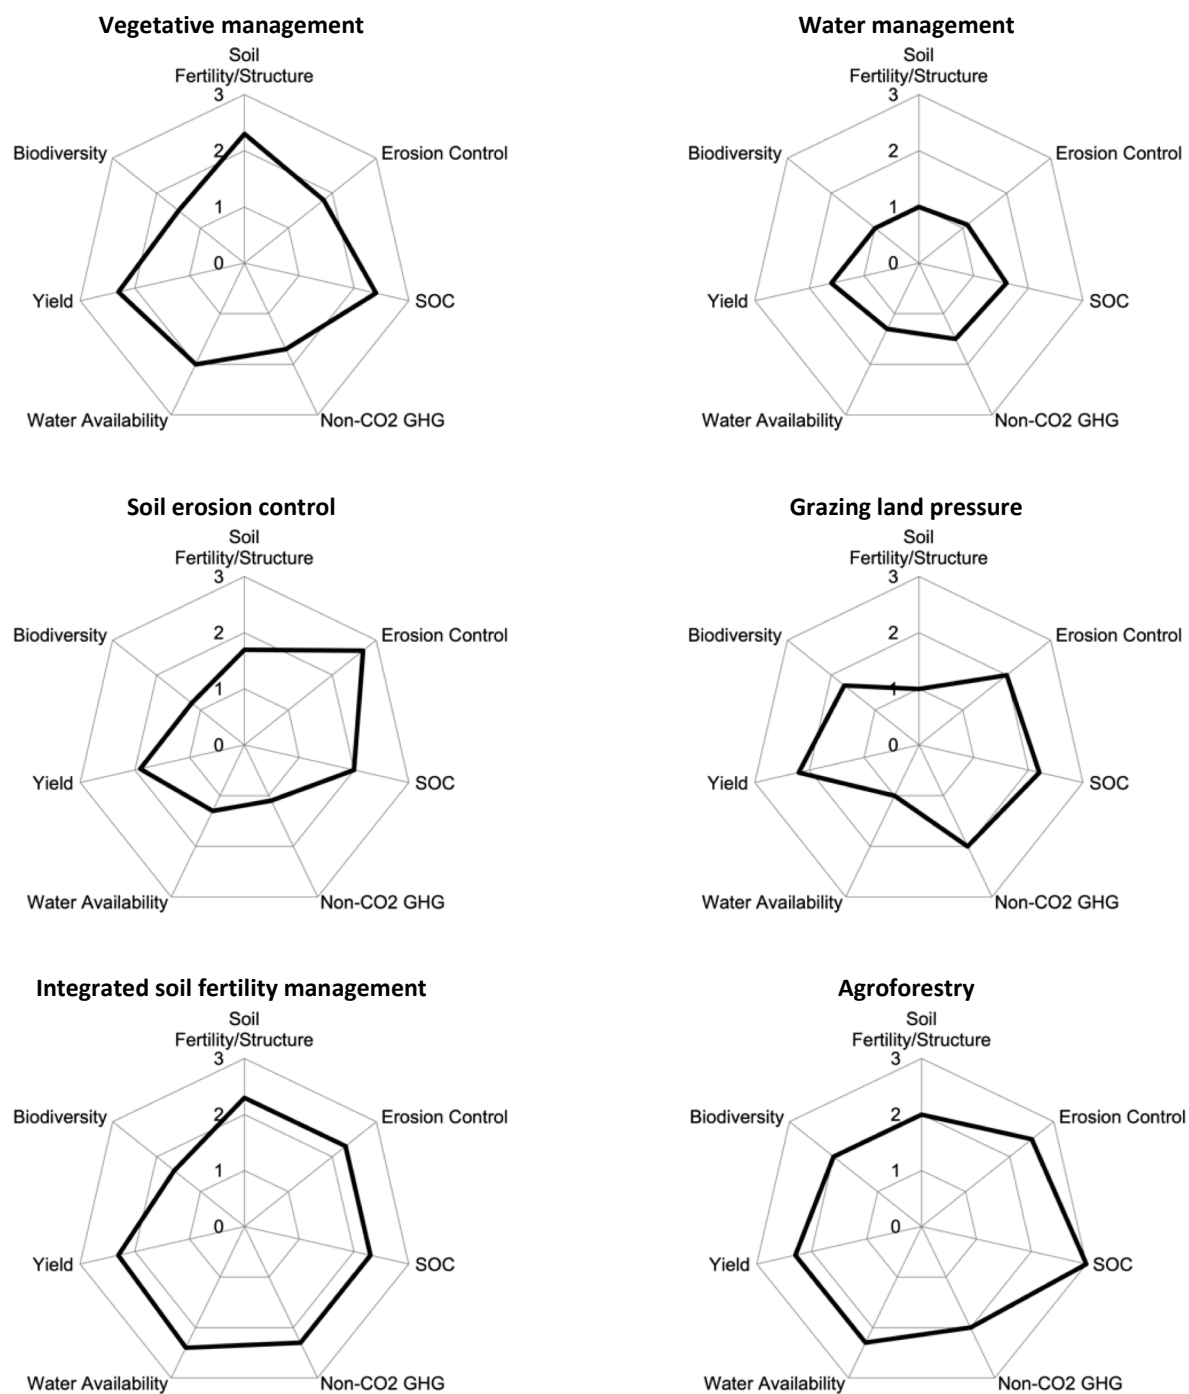 Vegetative management
Soil
Fertility/Structure
3
Biodiversity
Erosion Control
2
1
0
Yield
SOC
Water Availability
Non-CO2 GHG
Water management
Soil
Fertility/Structure
3
Biodiversity
Erosion Control
2
1
0
Yield
SOC
Water Availability
Non-CO2 GHG
Soil erosion control
Soil
Fertility/Structure
3
Biodiversity
Erosion Control
2
1
0
Yield
SOC
Water Availability
Non-CO2 GHG
Grazing land pressure
Soil
Fertility/Structure
3
Biodiversity
Erosion Control
2
1
0
Yield
SOC
Water Availability
Non-CO2 GHG
Integrated soil fertility management
Soil
Fertility/Structure
3
Biodiversity
Erosion Control
2
1
0
Yield
SOC
Water Availability
Non-CO2 GHG
Agroforestry
Soil
Fertility/Structure
3
Biodiversity
Erosion Control
2
1
0
Yield
SOC
Water Availability
Non-CO2 GHG